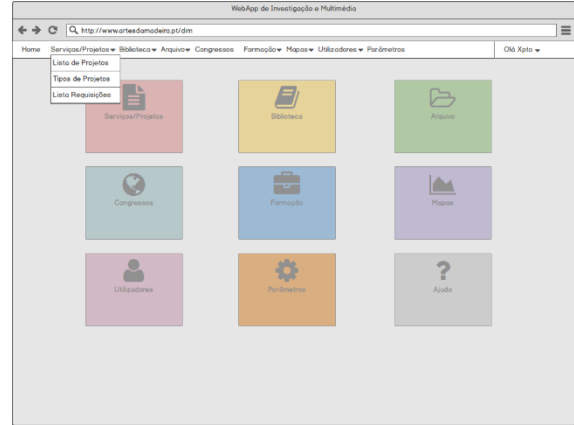 WebApp de Investigação e Multimédia
http://www.artesdamadeira.pt/dim
Home Serviços/Projetos Biblioteca Arquivo Congressos Formação Mapas Utilizadores Parâmetros Olá Xpto
Lista de Projetos
Tipos de Projetos
Lista Requisições
Serviços/Projetos Biblioteca Arquivo
Congressos Formação Mapas
Utilizadores Parâmetros Ajuda